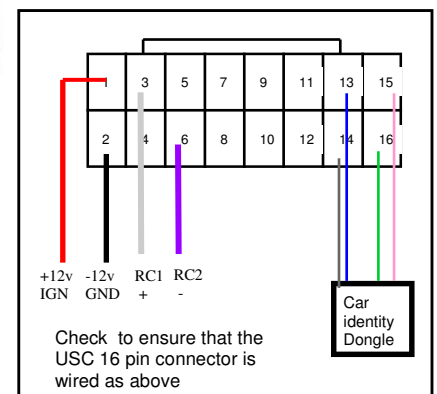 1 3 5 7 9 11 13 15
2 4 6 8 10 12 14 16
+12v -12v RC1 RC2
IGN GND + -
Car
identity
Dongle
Check to ensure that the
USC 16 pin connector is
wired as above